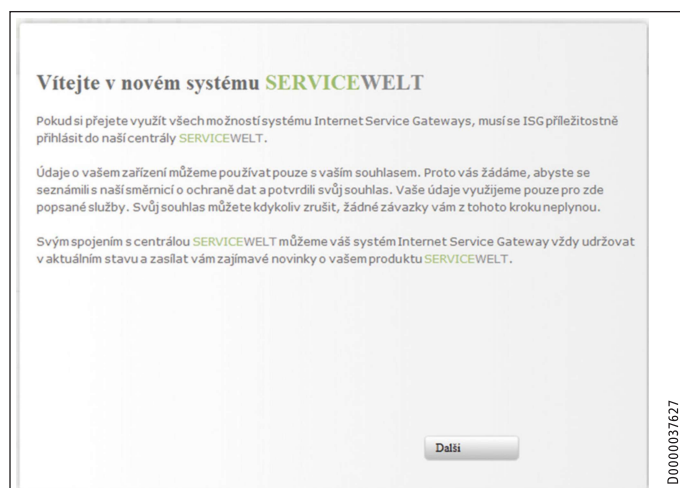 Vítejte v novém systému SERVICEWELT
Pokud si přejete využít všech možností systému Internet Service Gateways, musí se ISG příležitostně
přihlásit do naší centrály SERVICEWELT.
Údaje o vašem zařízení můžeme používat pouze s vaším souhlasem. Proto vás žádáme, abyste se
seznámili s naší směrnicí o ochraně dat a potvrdili svůj souhlas. Vaše údaje využijeme pouze pro zde
popsané služby. Svůj souhlas můžete kdykoliv zrušit, žádné závazky vám z tohoto kroku neplynou.
Svým spojením s centrálou SERVICEWELT můžeme váš systém Internet Service Gateway vždy udržovat
v aktuálním stavu a zasílat vám zajímavé novinky o vašem produktu SERVICEWELT.
Další
D0000037627